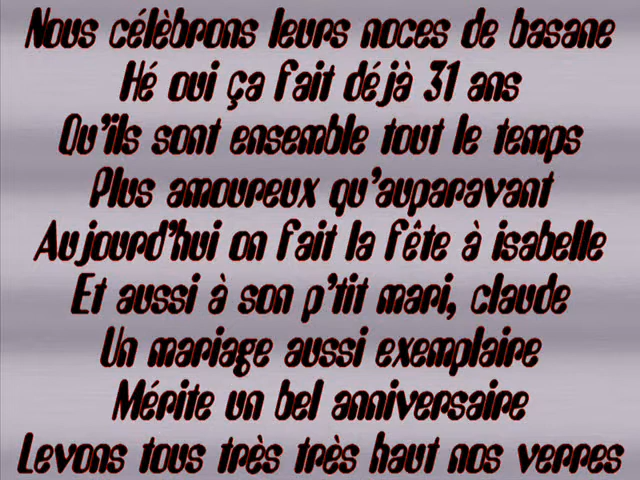 Nous célèbrons leurs noces de basane
Hé oui ça fait déjà 31 ans
Qu'ils sont ensemble tout le temps
Plus amoureux qu'auparavant
Aujourd'hui on fait la fête à isabelle
Et aussi à son p'tit mari, claude
Un mariage aussi exemplaire
Mérite un bel anniversaire
Levons tous très très haut nos verres